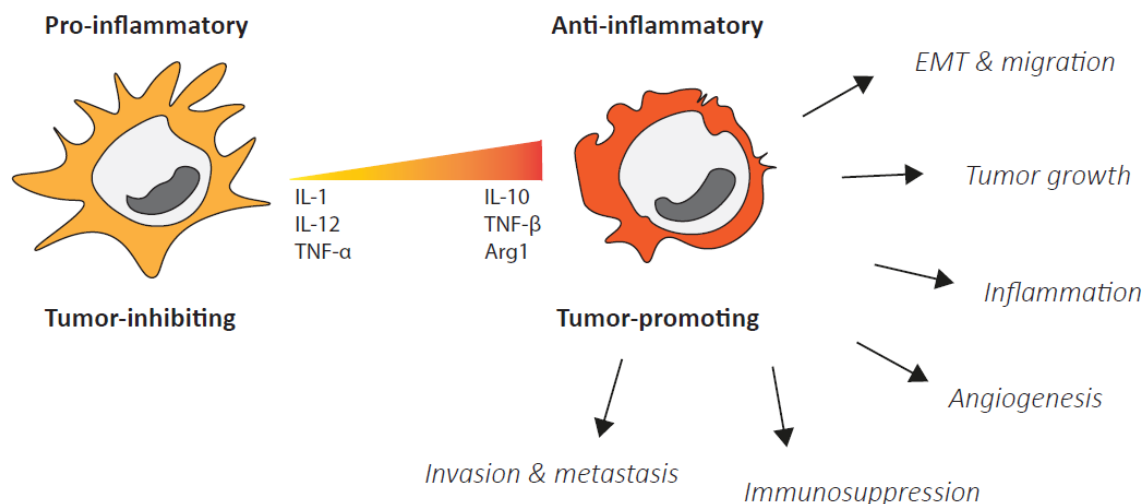 Pro-inflammatory
Anti-inflammatory
EMT & migration
Tumor growth
IL-1
IL-12
TNF-α
IL-10
TNF-β
Arg1
Inflammation
Tumor-inhibiting
Tumor-promoting
Angiogenesis
Invasion & metastasis
Immunosuppression